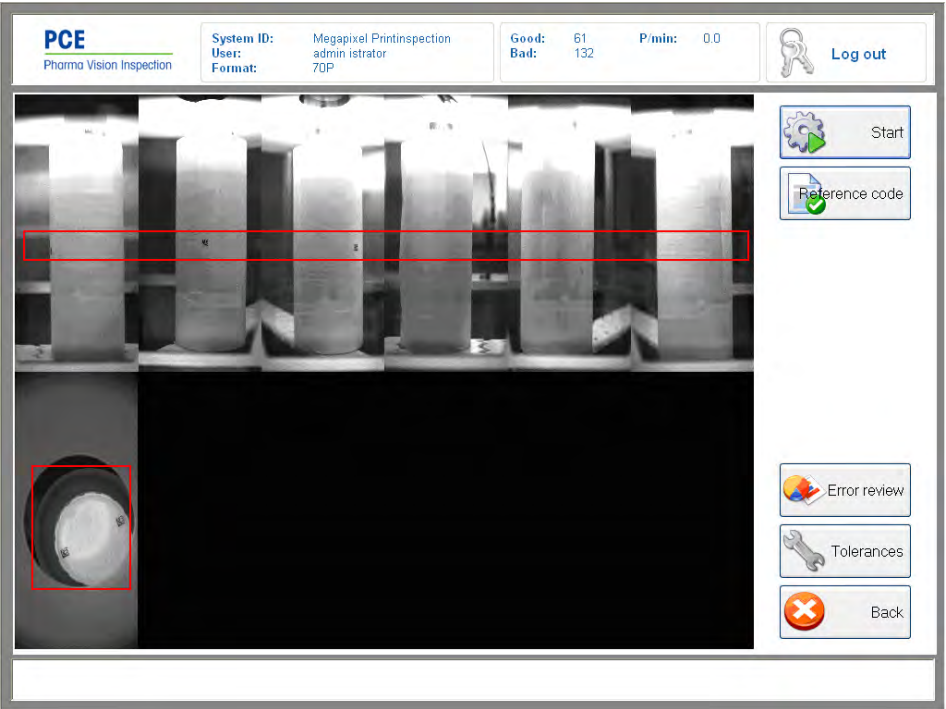 PCE
Pharma Vision Inspection
System ID: Megapixel Printinspection
User: admin istrator
Format: 70P
Good: 61
Bad: 132
P/min: 0.0
Log out
Start
Reference code
Error review
Tolerances
Back